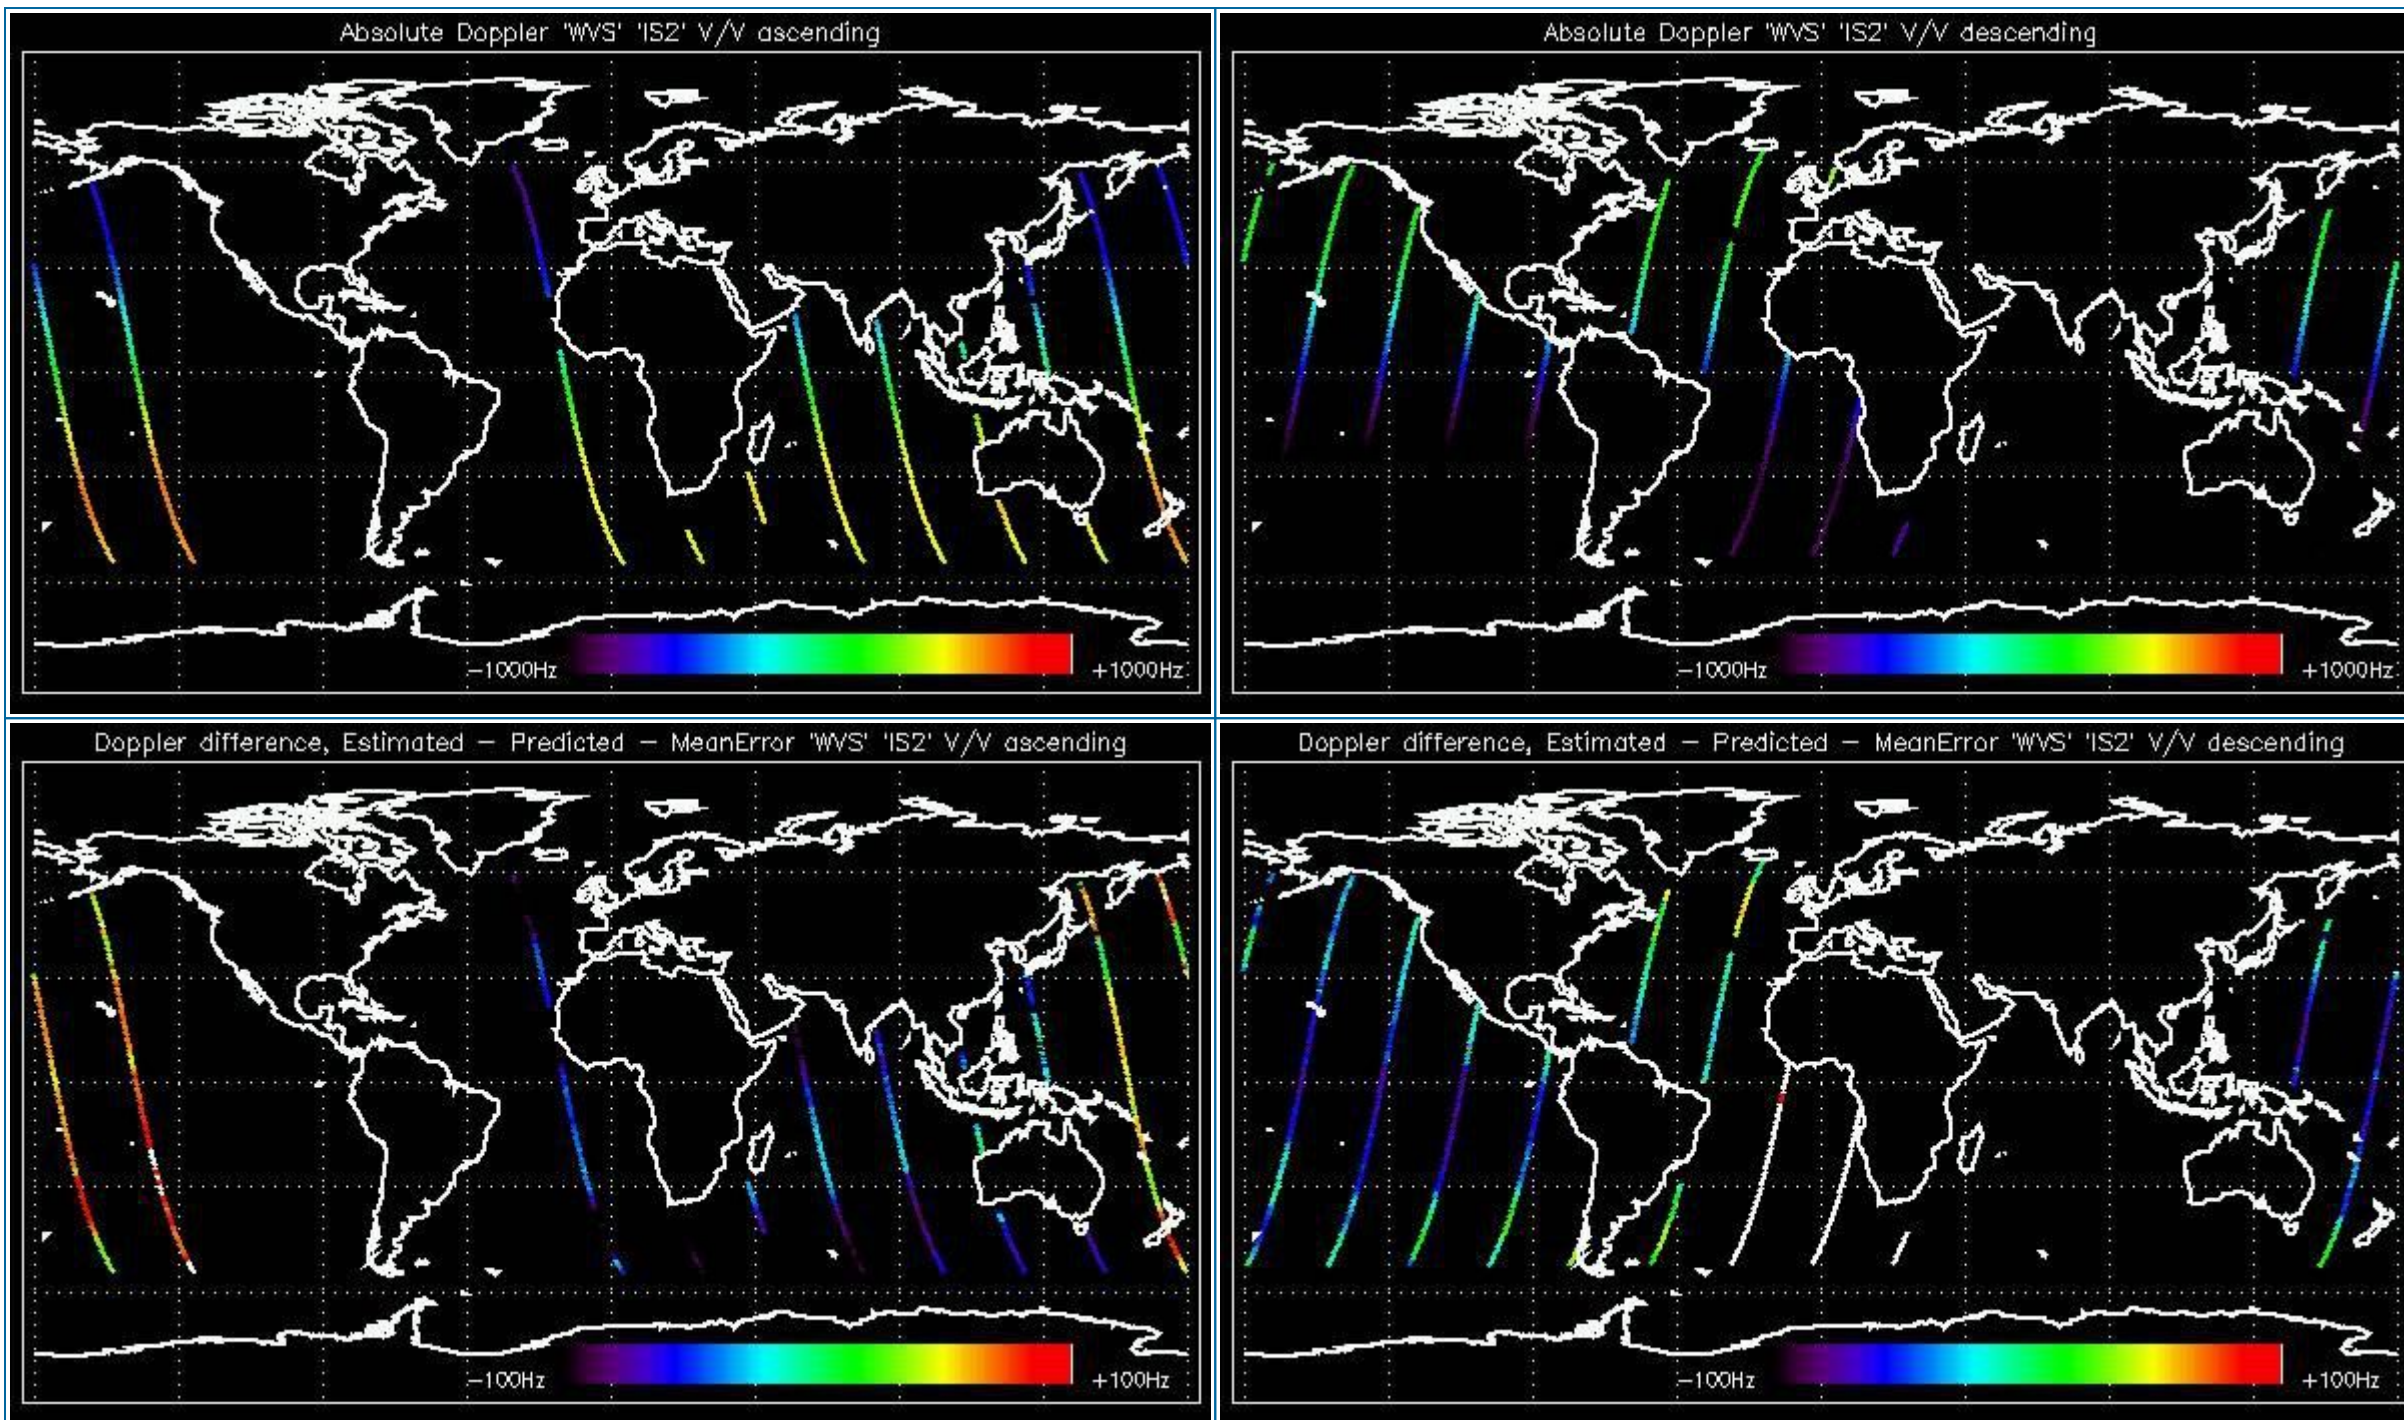 Absolute Doppler 'WVS' 'IS2' V/V ascending
-1000Hz
+1000Hz
Absolute Doppler 'WVS' 'IS2' V/V descending
-1000Hz
+1000Hz
Doppler difference, Estimated - Predicted - MeanError 'WVS' 'IS2' V/V ascending
-100Hz
+100Hz
Doppler difference, Estimated - Predicted - MeanError 'WVS' 'IS2' V/V descending
-100Hz
+100Hz